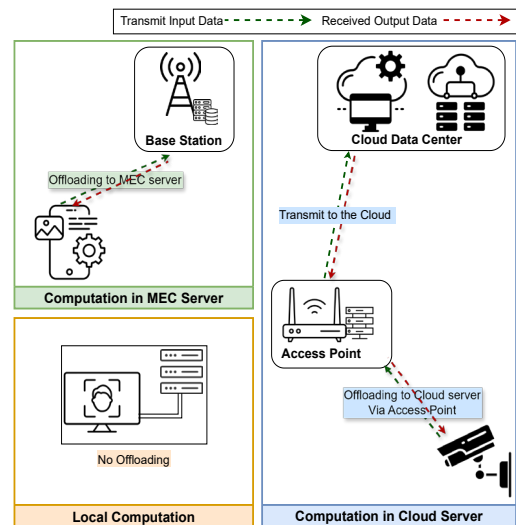 Transmit Input Data
Received Output Data
Base Station
Offloading to MEC server
Computation in MEC Server
No Offloading
Local Computation
Cloud Data Center
Transmit to the Cloud
Access Point
Offloading to Cloud server
Via Access Point
Computation in Cloud Server